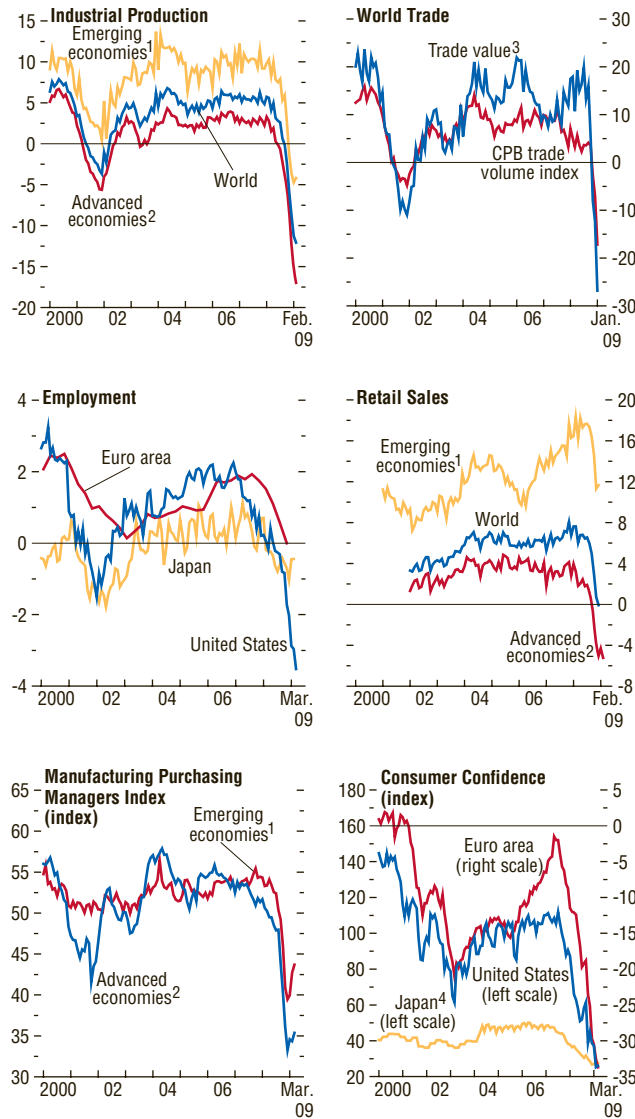 Industrial Production
Emerging
economies1
World
Advanced
economies2
15
10
5
0
-5
-10
-15
-20
2000 02 04 06 Feb.
09
World Trade
Trade value3
CPB trade
volume index
30
20
10
0
-10
-20
-30
2000 02 04 06 Jan.
09
Employment
Euro area
Japan
United States
4
2
0
-2
-4
2000 02 04 06 Mar.
09
Retail Sales
Emerging
economies1
World
Advanced
economies2
20
16
12
8
4
0
-4
-8
2000 02 04 06 Feb.
09
Manufacturing Purchasing
Managers Index
(index)
Emerging
economies1
Advanced
economies2
65
60
55
50
45
40
35
30
2000 02 04 06 Mar.
09
Consumer Confidence
(index)
Euro area
(right scale)
United States
(left scale)
Japan4
(left scale)
180
160
140
120
100
80
60
40
20
5
0
-5
-10
-15
-20
-25
-30
-35
2000 02 04 06 Mar.
09